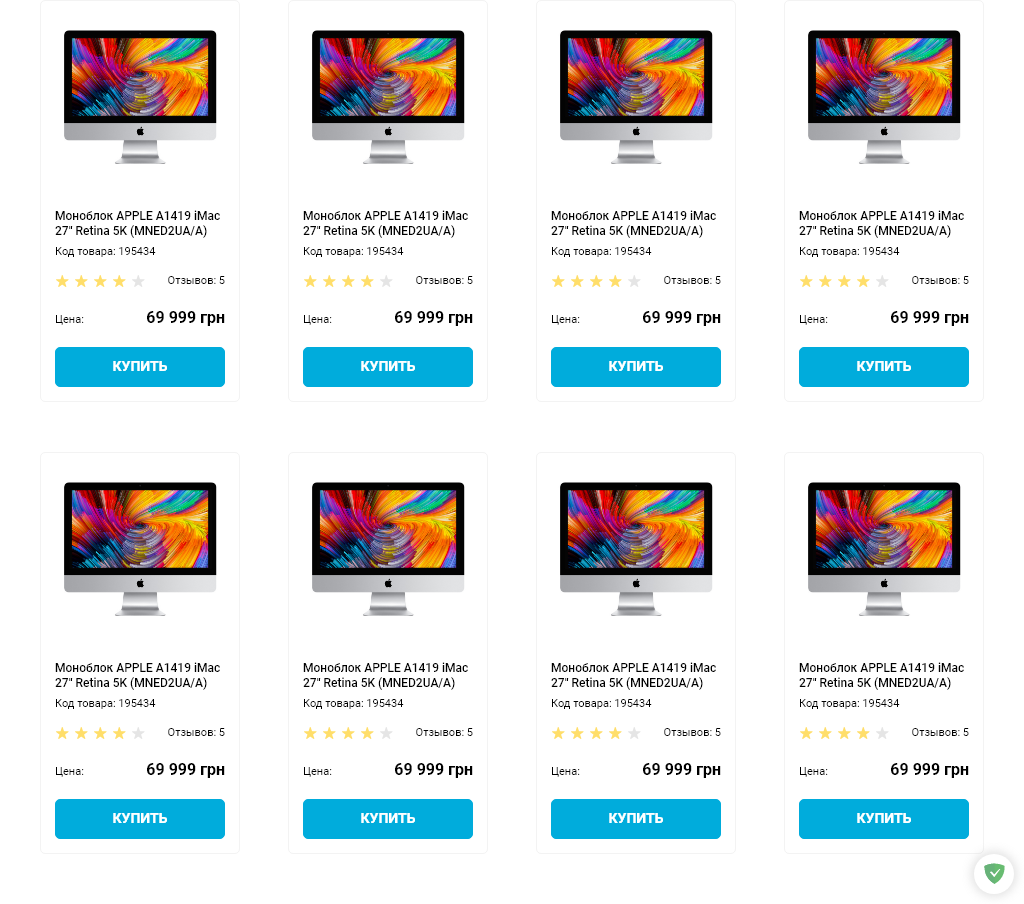 Моноблок APPLE A1419 iMac
27" Retina 5K (MNED2UA/A)
Код товара: 195434
Отзывов: 5
Цена: 69 999 грн
КУПИТЬ
Моноблок APPLE A1419 iMac
27" Retina 5K (MNED2UA/A)
Код товара: 195434
Отзывов: 5
Цена: 69 999 грн
КУПИТЬ
Моноблок APPLE A1419 iMac
27" Retina 5K (MNED2UA/A)
Код товара: 195434
Отзывов: 5
Цена: 69 999 грн
КУПИТЬ
Моноблок APPLE A1419 iMac
27" Retina 5K (MNED2UA/A)
Код товара: 195434
Отзывов: 5
Цена: 69 999 грн
КУПИТЬ
Моноблок APPLE A1419 iMac
27" Retina 5K (MNED2UA/A)
Код товара: 195434
Отзывов: 5
Цена: 69 999 грн
КУПИТЬ
Моноблок APPLE A1419 iMac
27" Retina 5K (MNED2UA/A)
Код товара: 195434
Отзывов: 5
Цена: 69 999 грн
КУПИТЬ
Моноблок APPLE A1419 iMac
27" Retina 5K (MNED2UA/A)
Код товара: 195434
Отзывов: 5
Цена: 69 999 грн
КУПИТЬ
Моноблок APPLE A1419 iMac
27" Retina 5K (MNED2UA/A)
Код товара: 195434
Отзывов: 5
Цена: 69 999 грн
КУПИТЬ